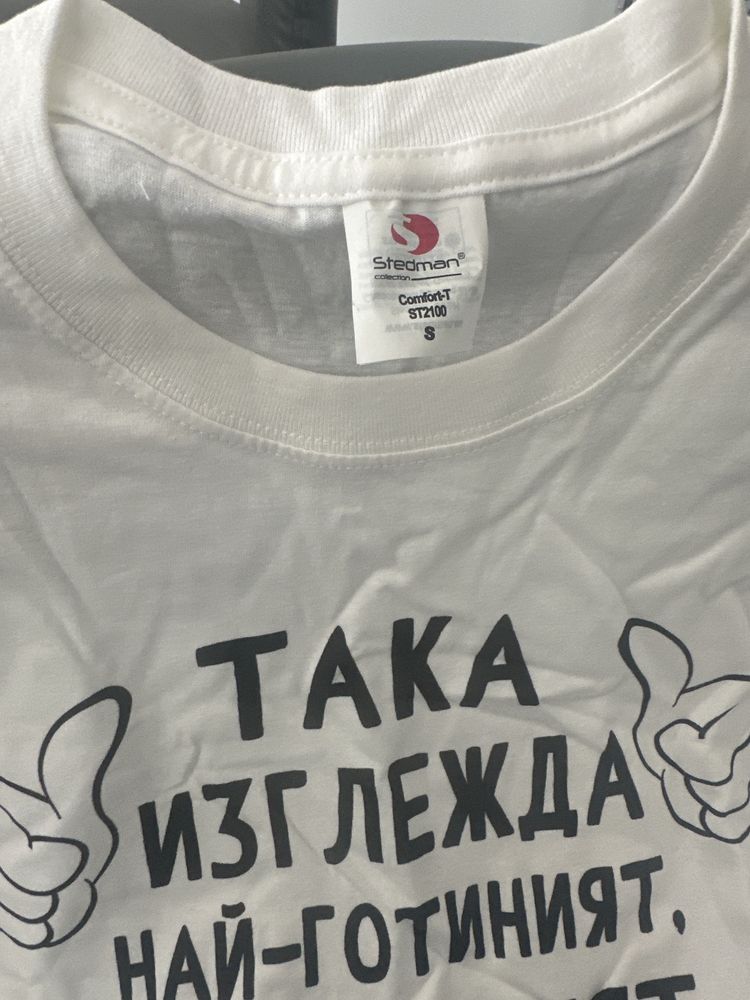 Stedman®
collection
Comfort-T
ST2100
S
ТАКА
ИЗГЛЕЖДА
НАЙ-ГОТИНИЯТ,